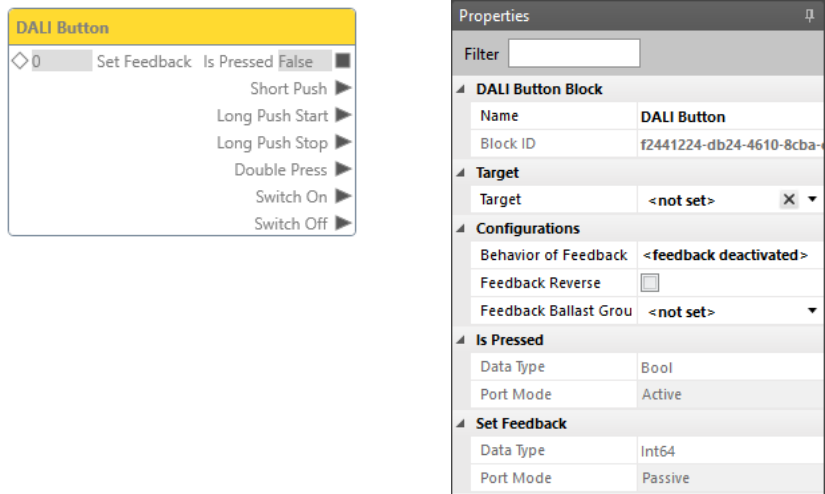 DALI Button
0 Set Feedback Is Pressed False
Short Push
Long Push Start
Long Push Stop
Double Press
Switch On
Switch Off
Properties
Filter
DALI Button Block
Name DALI Button
Block ID f2441224-db24-4610-8cba-
Target
Target <not set>
Configurations
Behavior of Feedback <feedback deactivated>
Feedback Reverse
Feedback Ballast Grou <not set>
Is Pressed
Data Type Bool
Port Mode Active
Set Feedback
Data Type Int64
Port Mode Passive